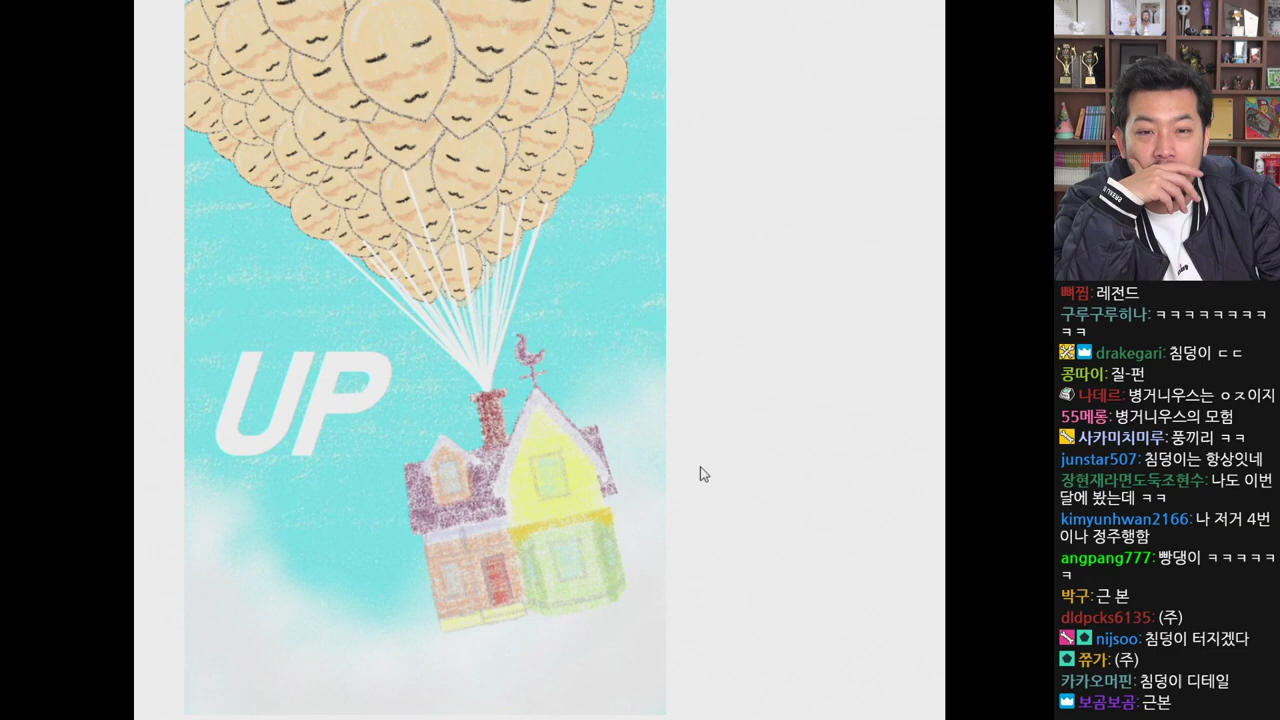 UP
뼈찜: 레전드
구루구루히나: ㅋㅋㅋㅋㅋㅋㅋㅋ
ㅋㅋ
drakegari: 침덩이 ㄷㄷ
콩따이: 질-펀
나데르: 병거니우스는 ㅇㅈ이지
55메롱: 병거니우스의 모험
사카미치미루: 풍끼리 ㅋㅋ
junstar507: 침덩이는 항상잇네
장현재라면도둑조현수: 나도 이번
달에 봤는데 ㅋㅋ
kimyunhwan2166: 나 저거 4번
이나 정주행함
angpang777: 빵댕이 ㅋㅋㅋㅋㅋ
ㅋ
박구: 근 본
dldpcks6135: (주)
nijsoo: 침덩이 터지겠다
쮸가: (주)
카카오머핀: 침덩이 디테일
보곰보곰: 근본